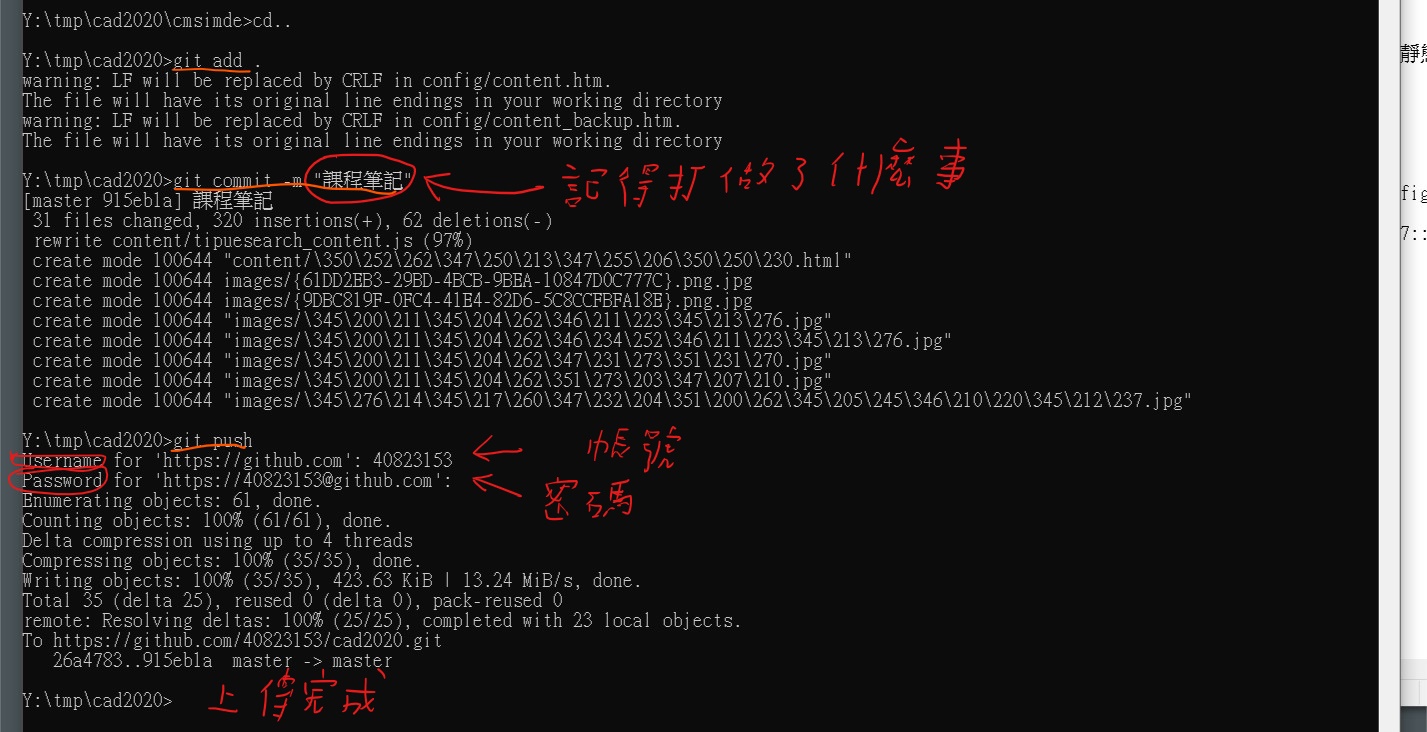 Y:\tmp\cad2020\cmsimde>cd..
Y:\tmp\cad2020>git add .
warning: LF will be replaced by CRLF in config/content.htm.
The file will have its original line endings in your working directory
warning: LF will be replaced by CRLF in config/content_backup.htm.
The file will have its original line endings in your working directory
Y:\tmp\cad2020>git commit -m "課程筆記" 記得打做了什麼事
[master 915eb1a] 課程筆記
31 files changed, 320 insertions(+), 62 deletions(-)
rewrite content/tipuesearch_content.js (97%)
create mode 100644 "content/\350\252\262\347\250\213\347\255\206\350\250\230.html"
create mode 100644 images/{61DD2EB3-29BD-4BCB-9BEA-10847D0C777C}.png.jpg
create mode 100644 images/{9DBC819F-0FC4-41E4-82D6-5C8CCFBFA18E}.png.jpg
create mode 100644 "images/\345\200\211\345\204\262\346\211\223\345\213\276.jpg"
create mode 100644 "images/\345\200\211\345\204\262\346\234\252\346\211\223\345\213\276.jpg"
create mode 100644 "images/\345\200\211\345\204\262\347\231\273\351\231\270.jpg"
create mode 100644 "images/\345\200\211\345\204\262\351\273\203\347\207\210.jpg"
create mode 100644 "images/\345\276\214\345\217\260\347\232\204\351\200\262\345\205\245\346\210\220\345\212\237.jpg"
Y:\tmp\cad2020>git push
Username for 'https://github.com': 40823153 帳號
Password for 'https://40823153@github.com': 密碼
Enumerating objects: 61, done.
Counting objects: 100% (61/61), done.
Delta compression using up to 4 threads
Compressing objects: 100% (35/35), done.
Writing objects: 100% (35/35), 423.63 KiB | 13.24 MiB/s, done.
Total 35 (delta 25), reused 0 (delta 0), pack-reused 0
remote: Resolving deltas: 100% (25/25), completed with 23 local objects.
To https://github.com/40823153/cad2020.git
26a4783..915eb1a master -> master
Y:\tmp\cad2020> 上傳完成
靜態
fig
7::